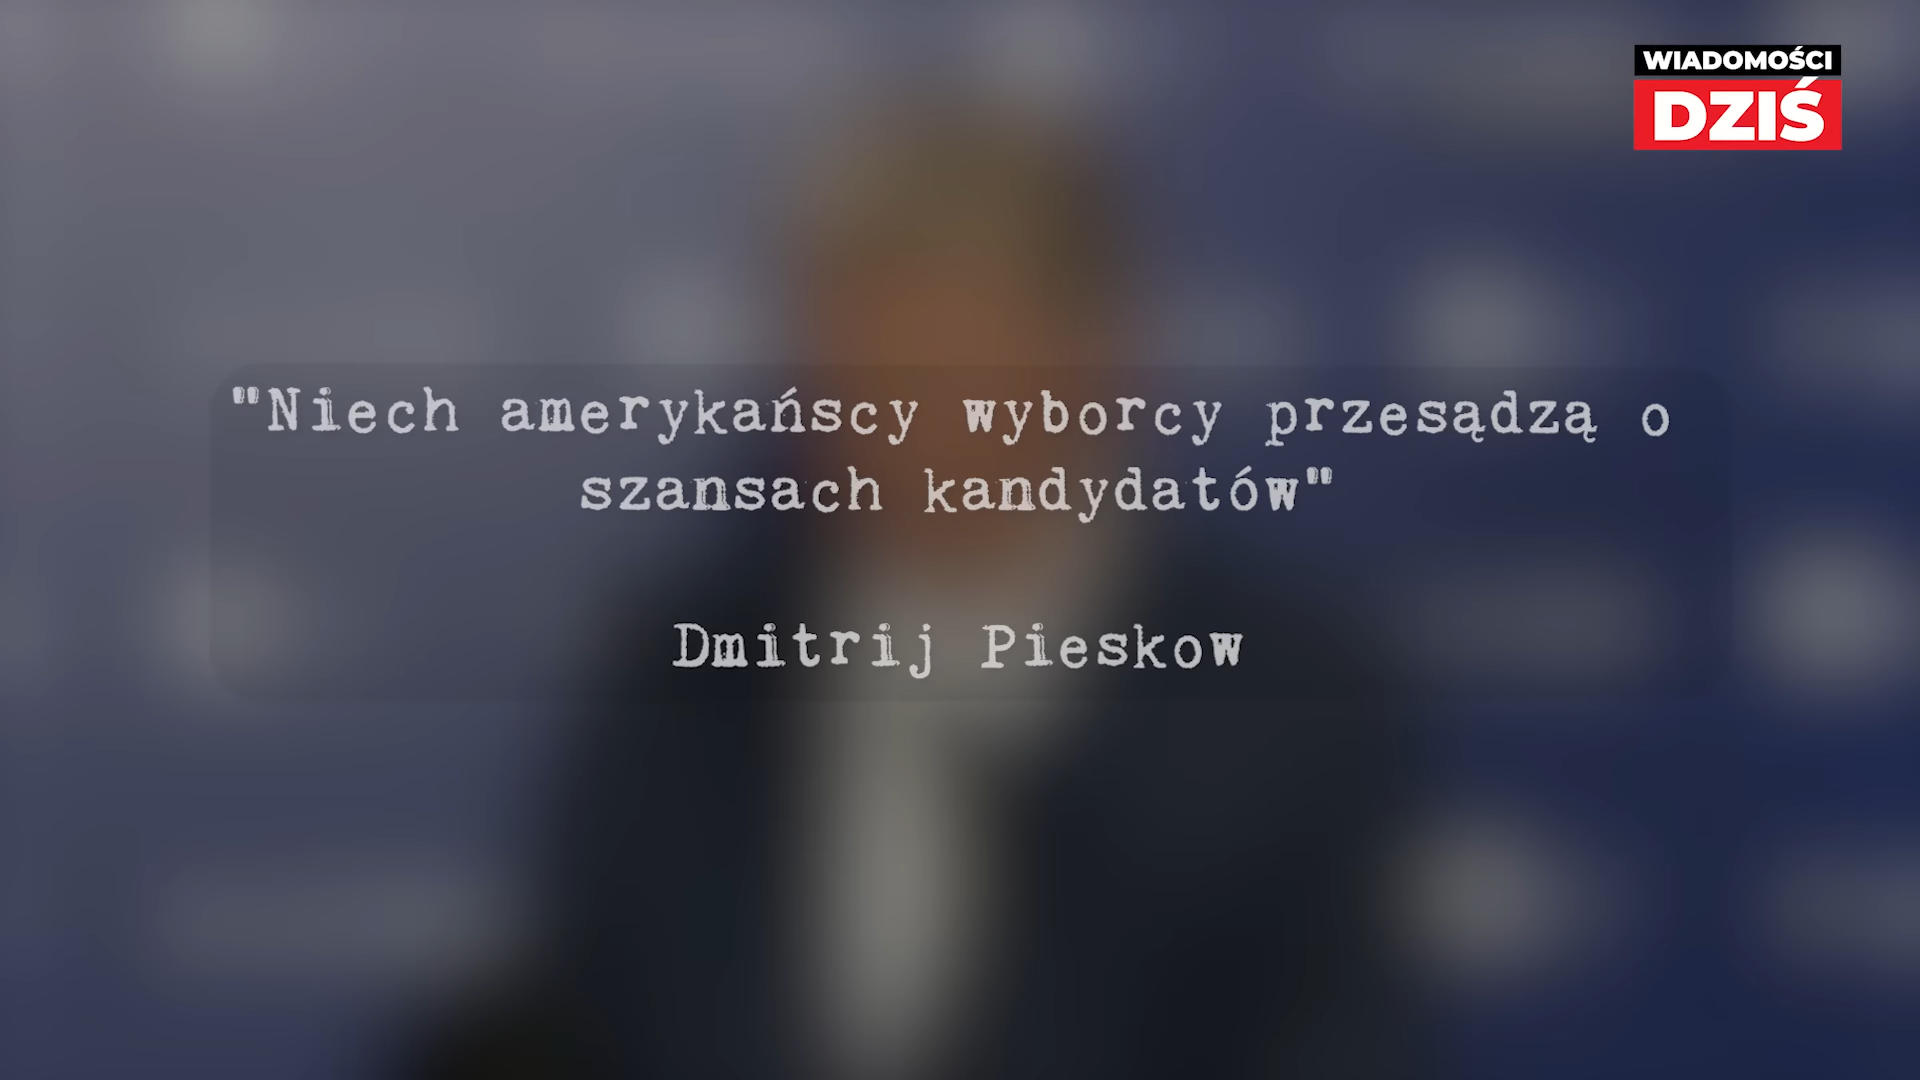 WIADOMOŚCI
DZIŚ
"Niech amerykańscy wyborcy przesądzą o
szansach kandydatów"
Dmitrij Pieskow